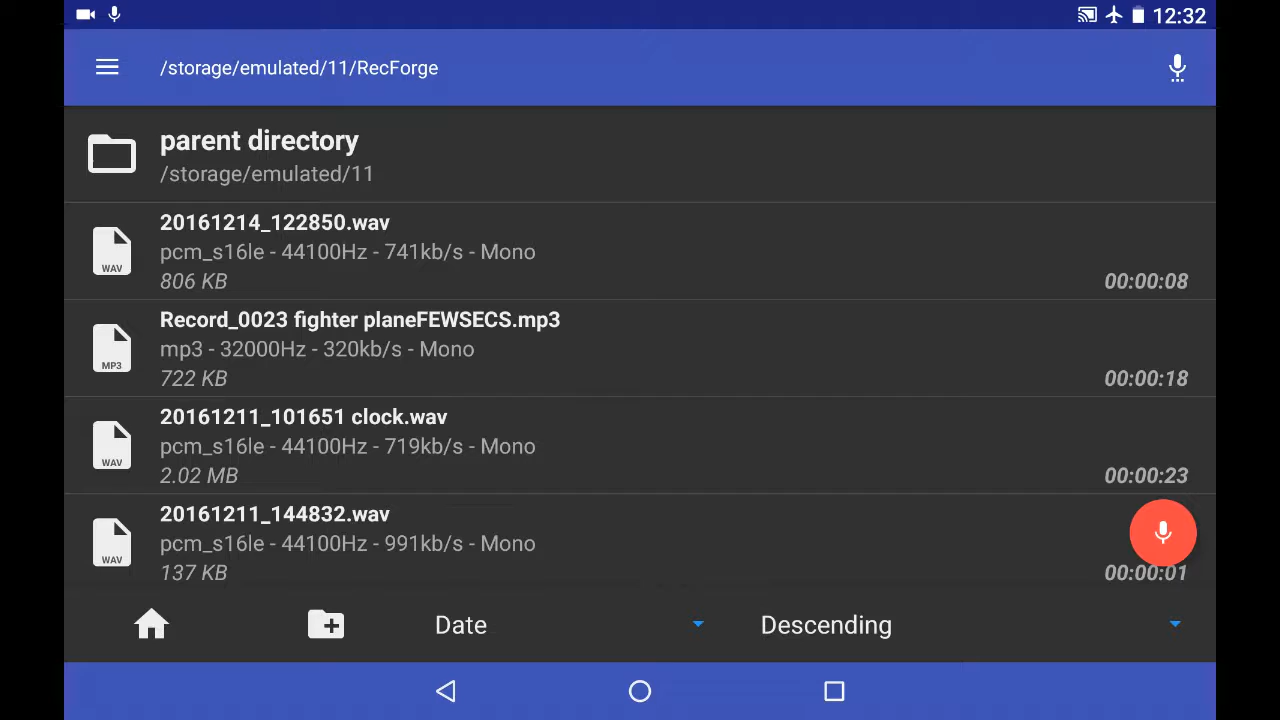 12:32
/storage/emulated/11/RecForge
parent directory
/storage/emulated/11
20161214_122850.wav
WAV
pcm_s16le - 44100Hz - 741kb/s - Mono
806 KB
00:00:08
Record_0023 fighter planeFEWSECS.mp3
MP3
mp3 - 32000Hz - 320kb/s - Mono
722 KB
00:00:18
20161211_101651 clock.wav
WAV
pcm_s16le - 44100Hz - 719kb/s - Mono
2.02 MB
00:00:23
20161211_144832.wav
WAV
pcm_s16le - 44100Hz - 991kb/s - Mono
137 KB
00:00:01
Date
Descending